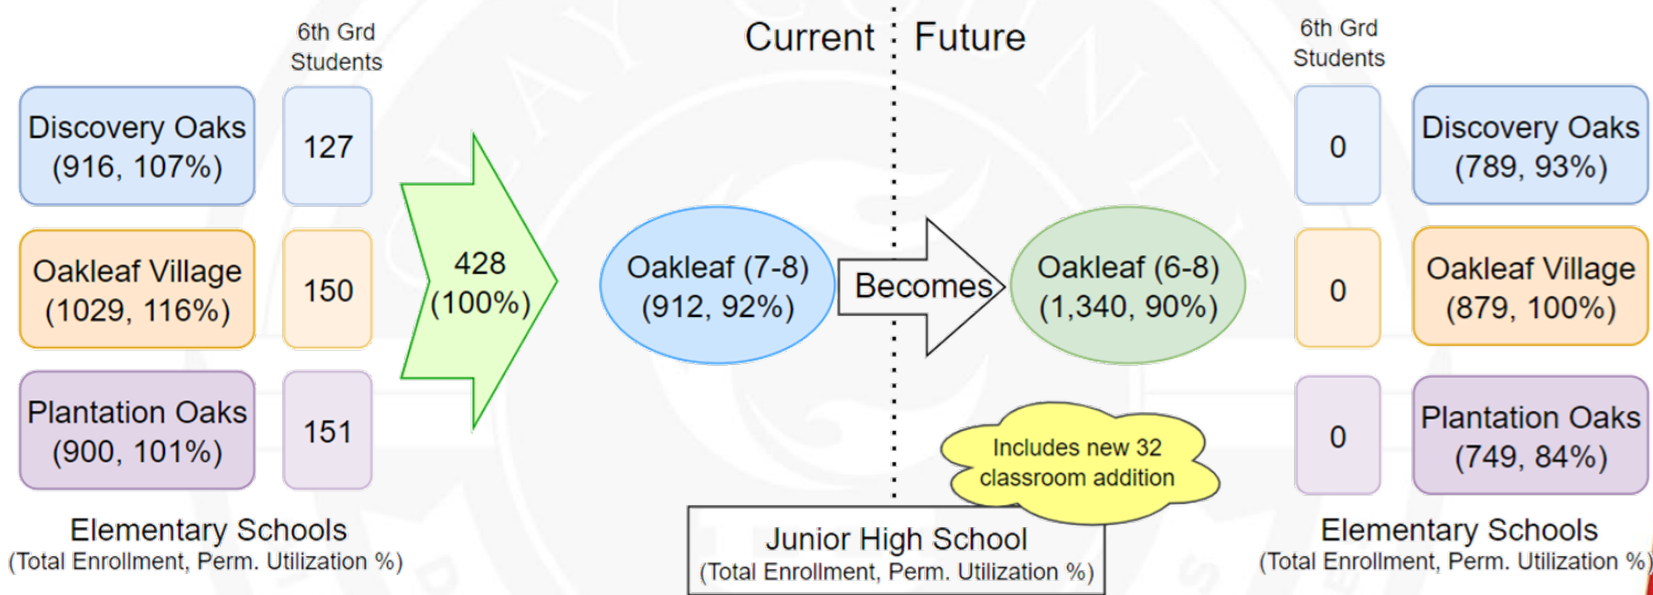 6th Grd
Students
Discovery Oaks
(916, 107%)
127
Oakleaf Village
(1029, 116%)
150
Plantation Oaks
(900, 101%)
151
Elementary Schools
(Total Enrollment, Perm. Utilization %)
428
(100%)
Current
Future
Oakleaf (7-8)
(912, 92%)
Becomes
Oakleaf (6-8)
(1,340, 90%)
Includes new 32
classroom addition
Junior High School
(Total Enrollment, Perm. Utilization %)
6th Grd
Students
0
Discovery Oaks
(789, 93%)
0
Oakleaf Village
(879, 100%)
0
Plantation Oaks
(749, 84%)
Elementary Schools
(Total Enrollment, Perm. Utilization %)
CLAY COUNTY